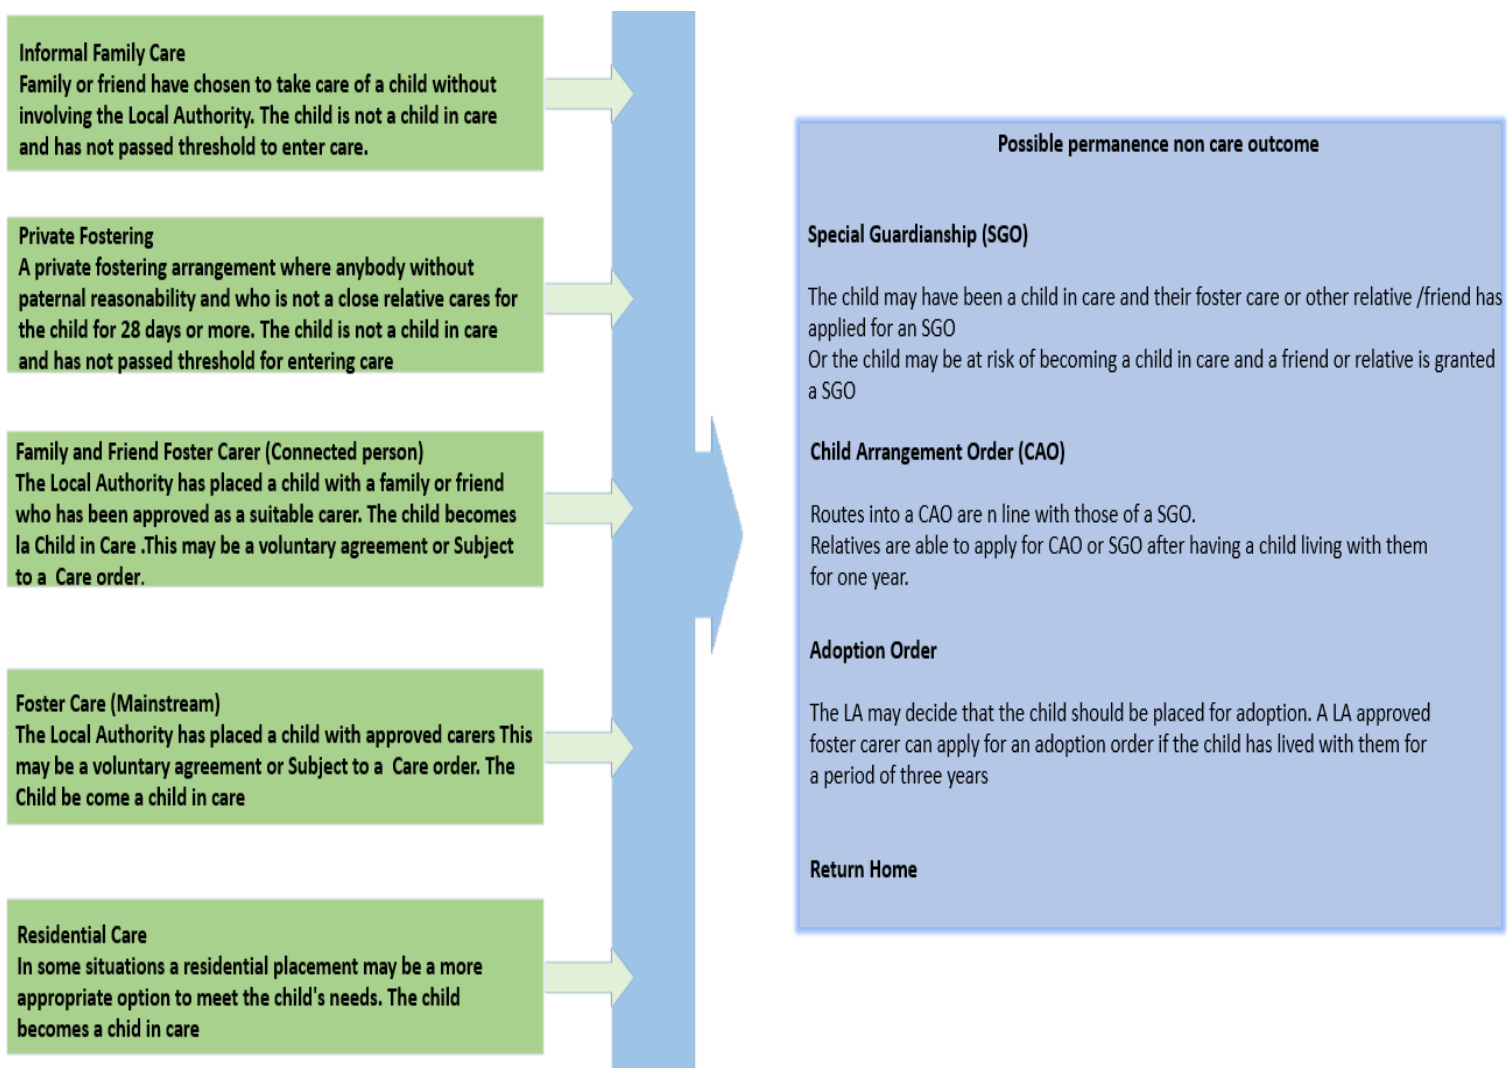 Informal Family Care
Family or friend have chosen to take care of a child without
involving the Local Authority. The child is not a child in care
and has not passed threshold to enter care.
Private Fostering
A private fostering arrangement where anybody without
paternal reasonability and who is not a close relative cares for
the child for 28 days or more. The child is not a child in care
and has not passed threshold for entering care
Family and Friend Foster Carer (Connected person)
The Local Authority has placed a child with a family or friend
who has been approved as a suitable carer. The child becomes
la Child in Care .This may be a voluntary agreement or Subject
to a  Care order.
Foster Care (Mainstream)
The Local Authority has placed a child with approved carers This
may be a voluntary agreement or Subject to a  Care order. The
Child be come a child in care
Residential Care
In some situations a residential placement may be a more
appropriate option to meet the child's needs. The child
becomes a chid in care
Possible permanence non care outcome
Special Guardianship (SGO)
The child may have been a child in care and their foster care or other relative /friend has
applied for an SGO
Or the child may be at risk of becoming a child in care and a friend or relative is granted
a SGO
Child Arrangement Order (CAO)
Routes into a CAO are n line with those of a SGO.
Relatives are able to apply for CAO or SGO after having a child living with them
for one year.
Adoption Order
The LA may decide that the child should be placed for adoption. A LA approved
foster carer can apply for an adoption order if the child has lived with them for
a period of three years
Return Home